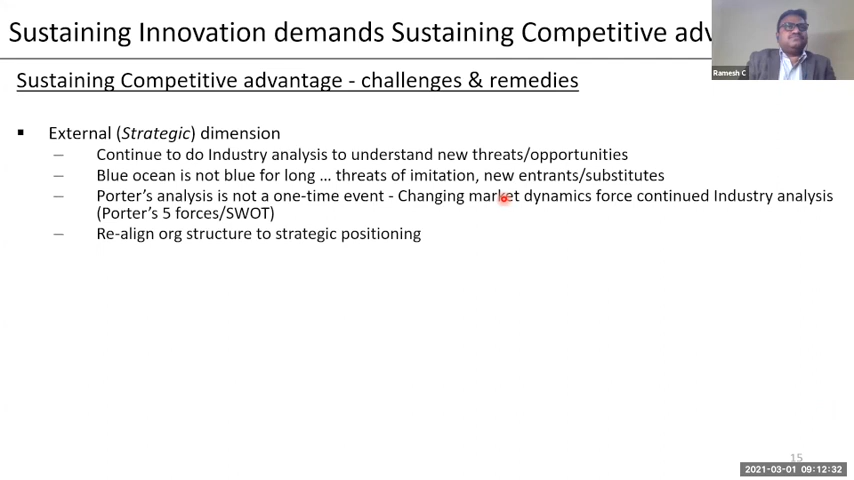 Sustaining Innovation demands Sustaining Competitive adv
Ramesh C
Sustaining Competitive advantage - challenges & remedies
▪ External (Strategic) dimension
– Continue to do Industry analysis to understand new threats/opportunities
– Blue ocean is not blue for long ... threats of imitation, new entrants/substitutes
– Porter's analysis is not a one-time event - Changing market dynamics force continued Industry analysis
(Porter's 5 forces/SWOT)
– Re-align org structure to strategic positioning
15
2021-03-01 09:12:32